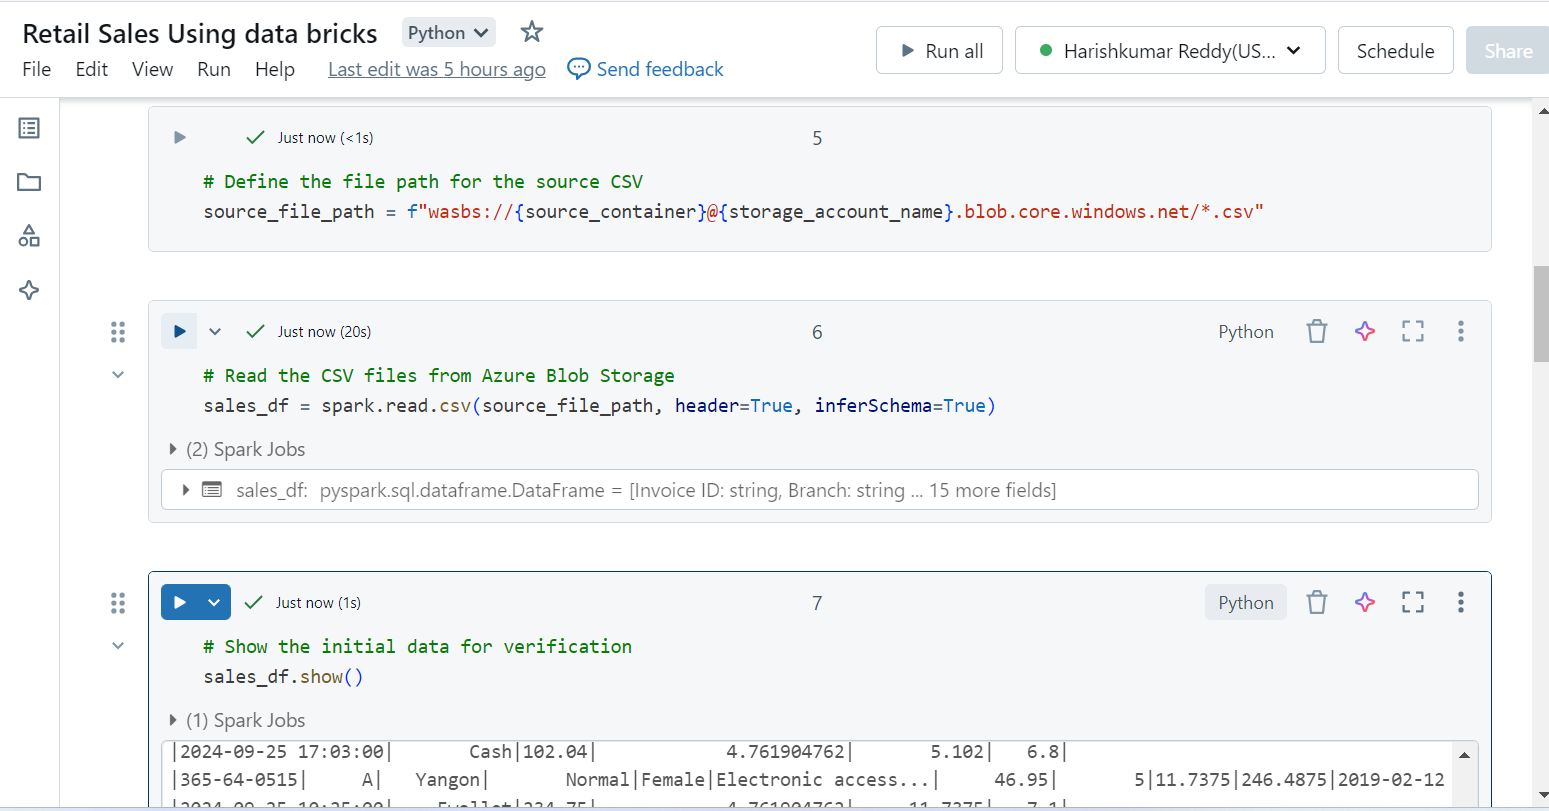 Retail Sales Using data bricks Python
File Edit View Run Help Last edit was 5 hours ago Send feedback
Run all Harishkumar Reddy(US... Schedule Share
Just now (<1s) 5
# Define the file path for the source CSV
source_file_path = f"wasbs://{source_container}@{storage_account_name}.blob.core.windows.net/*.csv"
Just now (20s) 6 Python
# Read the CSV files from Azure Blob Storage
sales_df = spark.read.csv(source_file_path, header=True, inferSchema=True)
(2) Spark Jobs
sales_df: pyspark.sql.dataframe.DataFrame = [Invoice ID: string, Branch: string ... 15 more fields]
Just now (1s) 7 Python
# Show the initial data for verification
sales_df.show()
(1) Spark Jobs
|2024-09-25 17:03:00| Cash|102.04| 4.761904762| 5.102| 6.8|
|365-64-0515| A| Yangon| Normal|Female|Electronic access...| 46.95| 5|11.7375|246.4875|2019-02-12